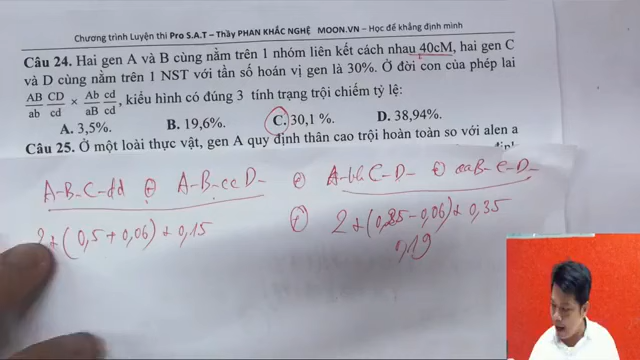 Chương trình Luyện thi Pro S.A.T – Thầy PHAN KHẮC NGHỆ MOON.VN – Học để khẳng định mình
Câu 24. Hai gen A và B cùng nằm trên 1 nhóm liên kết cách nhau 40cM, hai gen C
và D cùng nằm trên 1 NST với tần số hoán vị gen là 30%. Ở đời con của phép lai
AB/ab CD/cd × Ab/aB cd/cd, kiểu hình có đúng 3 tính trạng trội chiếm tỷ lệ:
A. 3,5%. B. 19,6%. C. 30,1 %. D. 38,94%.
Câu 25. Ở một loài thực vật, gen A quy định thân cao trội hoàn toàn so với alen a
A-B-C-dd + A-B-ccD- + A-bbC-D- + aaB-C-D-
2 x (0,5 + 0,06) x 0,15 + 2 x (0,25 - 0,06) x 0,35
0,19